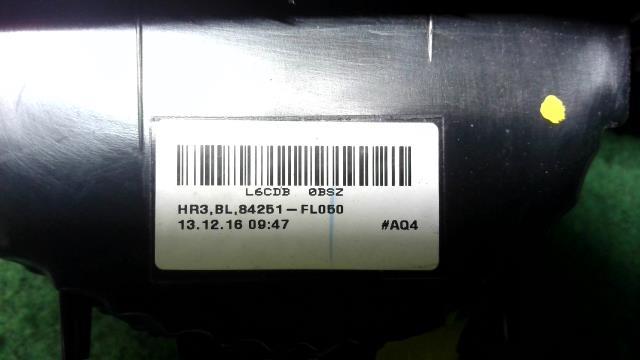 L6CDB 0BSZ
HR3,BL,84251-FL050
13.12.16 09:47 #AQ4